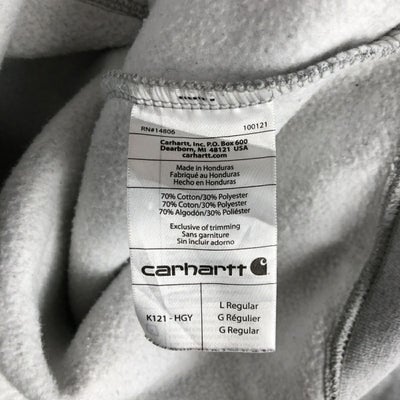 RN#14806 100121
Carhartt, Inc. P.O. Box 600
Dearborn, MI 48121 USA
carhartt.com
Made in Honduras
Fabriqué au Honduras
Hecho en Honduras
70% Cotton/30% Polyester
70% Coton/30% Polyester
70% Algodón/30% Poliéster
Exclusive of trimming
Sans garniture
Sin incluir adorno
carhartt
K121 - HGY
L Regular
G Régulier
G Regular